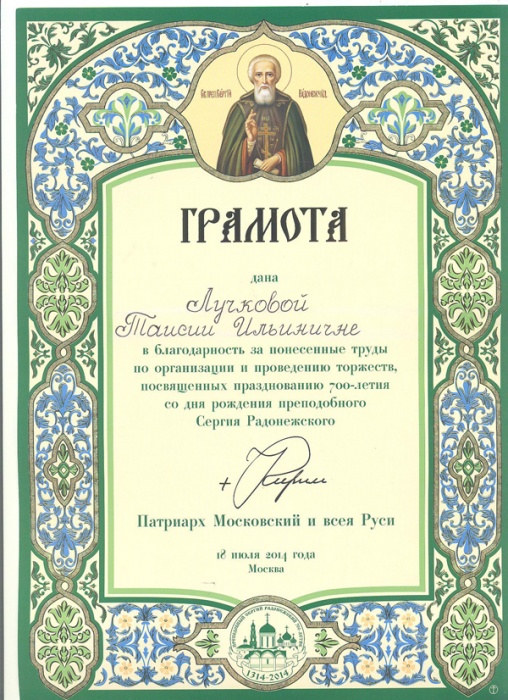 ГРАМОТА
дана
Лучковой
Таисии Ильиничне
в благодарность за понесенные труды
по организации и проведению торжеств,
посвященных празднованию 700-летия
со дня рождения преподобного
Сергия Радонежского
+ Кирилл
Патриарх Московский и всея Руси
18 июля 2014 года
Москва
1314-2014